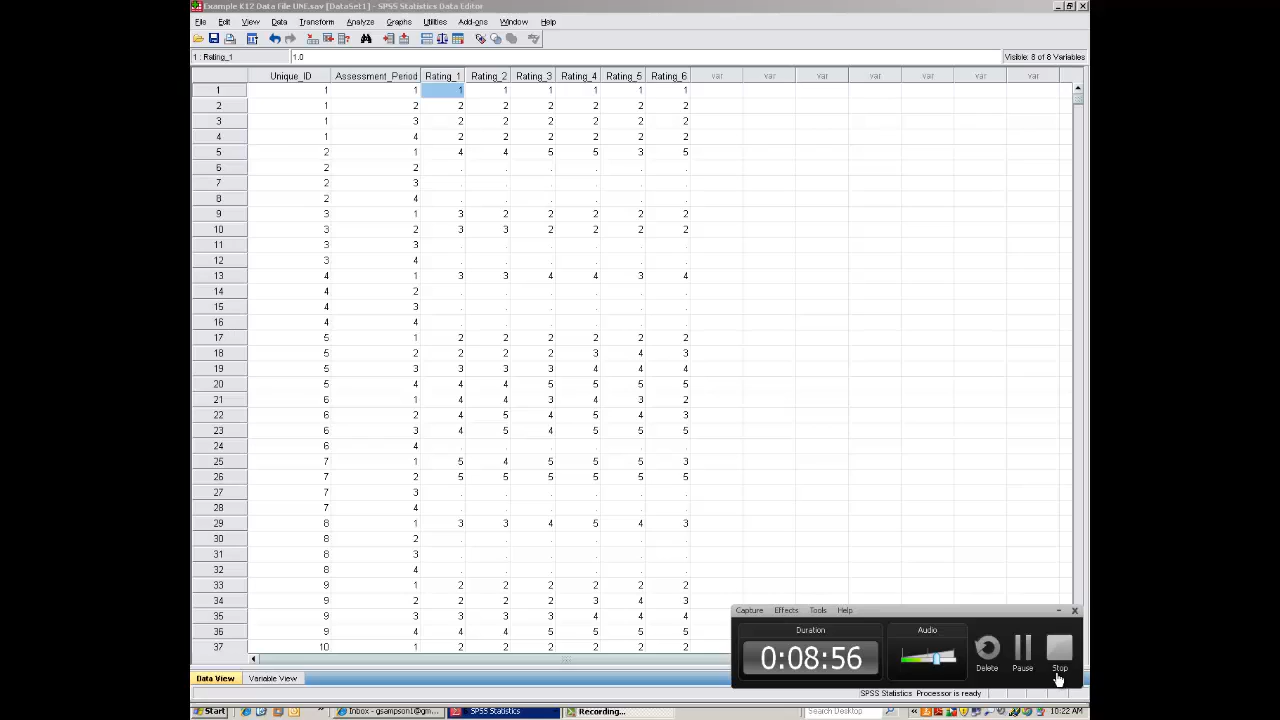 Example K12 Data File UNE.sav [DataSet1] - SPSS Statistics Data Editor
File Edit View Data Transform Analyze Graphs Utilities Add-ons Window Help
1 : Rating_1 1.0 Visible: 8 of 8 Variables
Unique_ID Assessment_Period Rating_1 Rating_2 Rating_3 Rating_4 Rating_5 Rating_6 var var var var var var var
1 1 1 1 1 1 1 1 1
2 1 2 2 2 2 2 2 2
3 1 3 2 2 2 2 2 2
4 1 4 2 2 2 2 2 2
5 2 1 4 4 5 5 3 5
6 2 2 . . . . . .
7 2 3 . . . . . .
8 2 4 . . . . . .
9 3 1 3 2 2 2 2 2
10 3 2 3 3 2 2 2 2
11 3 3 . . . . . .
12 3 4 . . . . . .
13 4 1 3 3 4 4 3 4
14 4 2 . . . . . .
15 4 3 . . . . . .
16 4 4 . . . . . .
17 5 1 2 2 2 2 2 2
18 5 2 2 2 2 3 4 3
19 5 3 3 3 3 4 4 4
20 5 4 4 4 5 5 5 5
21 6 1 4 4 3 4 3 2
22 6 2 4 5 4 5 4 3
23 6 3 4 5 4 5 5 5
24 6 4 . . . . . .
25 7 1 5 4 5 5 5 3
26 7 2 5 5 5 5 5 5
27 7 3 . . . . . .
28 7 4 . . . . . .
29 8 1 3 3 4 5 4 3
30 8 2 . . . . . .
31 8 3 . . . . . .
32 8 4 . . . . . .
33 9 1 2 2 2 2 2 2
34 9 2 2 2 2 3 4 3
35 9 3 3 3 3 4 4 4
36 9 4 4 4 5 5 5 5
37 10 1 2 2 2 2 2 2
Capture Effects Tools Help
Duration Audio
0:08:56
Delete Pause Stop
Data View Variable View
SPSS Statistics Processor is ready
Start Inbox - SPSS Statistics Recording... Search Desktop 10:22 AM